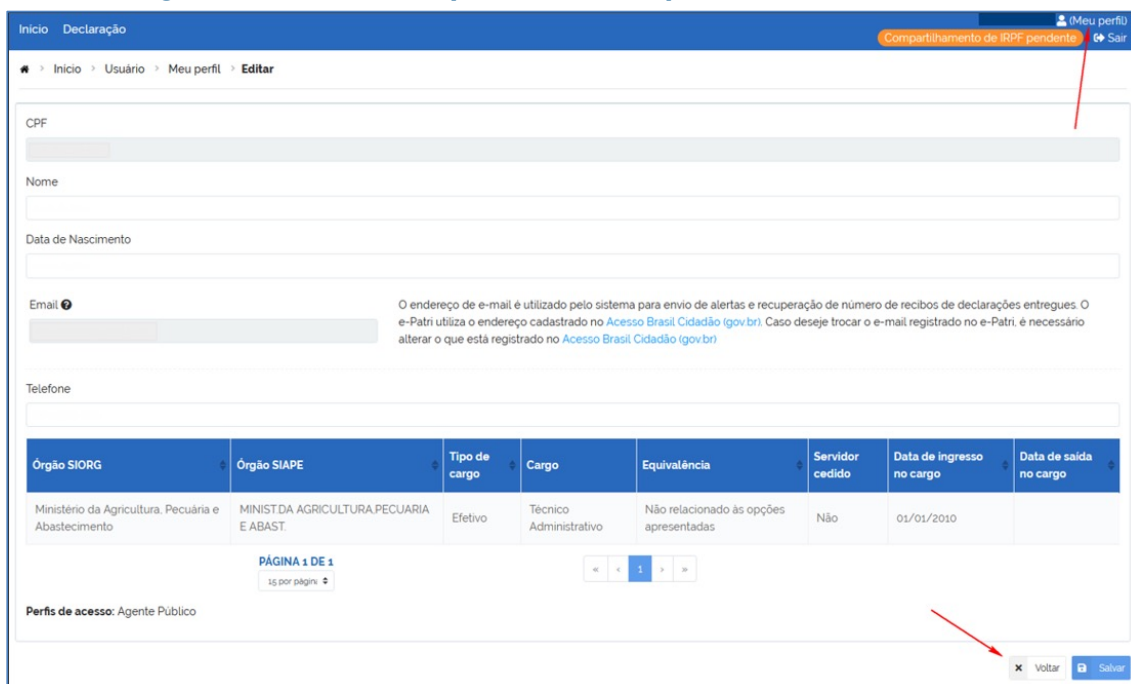 Início Declaração
(Meu perfil)
Compartilhamento de IRPF pendente Sair
Início > Usuário > Meu perfil > Editar
CPF
Nome
Data de Nascimento
Email
O endereço de e-mail é utilizado pelo sistema para envio de alertas e recuperação de número de recibos de declarações entregues. O
e-Patri utiliza o endereço cadastrado no Acesso Brasil Cidadão (gov.br). Caso deseje trocar o e-mail registrado no e-Patri, é necessário
alterar o que está registrado no Acesso Brasil Cidadão (gov.br)
Telefone
Órgão SIORG Órgão SIAPE Tipo de cargo Cargo Equivalência Servidor cedido Data de ingresso no cargo Data de saída no cargo
Ministério da Agricultura, Pecuária e Abastecimento MINIST.DA AGRICULTURA,PECUARIA E ABAST. Efetivo Técnico Administrativo Não relacionado às opções apresentadas Não 01/01/2010
PÁGINA 1 DE 1
15 por págin
« < 1 > »
Perfis de acesso: Agente Público
Voltar Salvar